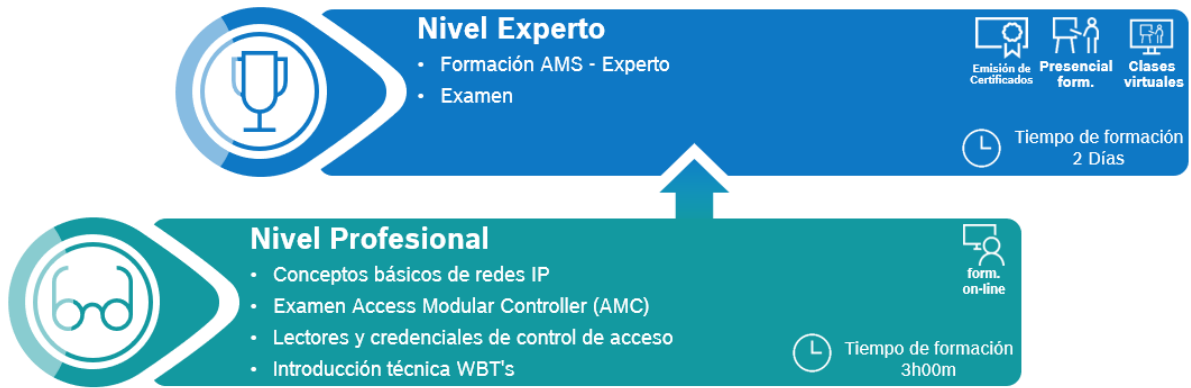 Nivel Experto
• Formación AMS - Experto
• Examen
Emisión de
Certificados
Presencial
form.
Clases
virtuales
Tiempo de formación
2 Días
Nivel Profesional
• Conceptos básicos de redes IP
• Examen Access Modular Controller (AMC)
• Lectores y credenciales de control de acceso
• Introducción técnica WBT's
form.
on-line
Tiempo de formación
3h00m